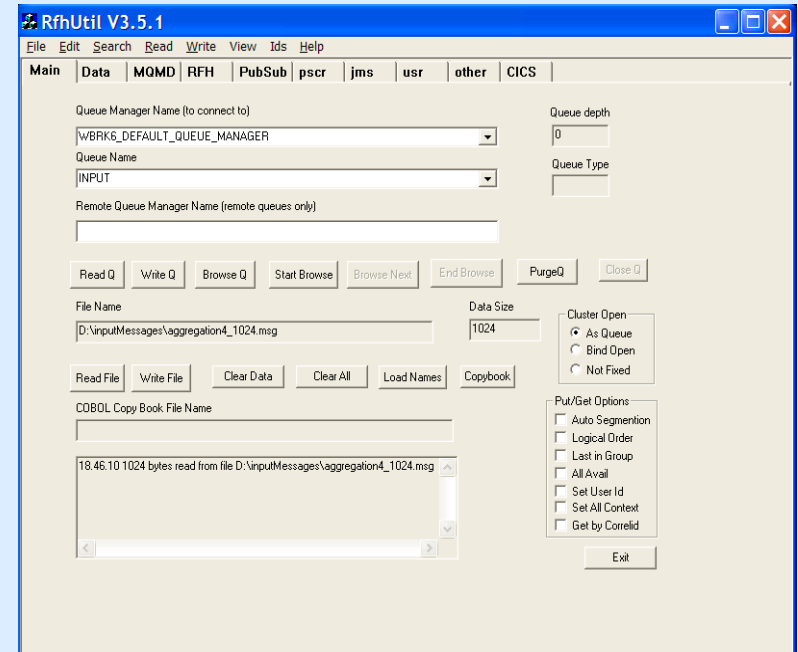 RfhUtil V3.5.1
File Edit Search Read Write View Ids Help
Main Data MQMD RFH PubSub pscr jms usr other CICS
Queue Manager Name (to connect to) Queue depth
WBRK6_DEFAULT_QUEUE_MANAGER 0
Queue Name Queue Type
INPUT
Remote Queue Manager Name (remote queues only)
Read Q Write Q Browse Q Start Browse Browse Next End Browse PurgeQ Close Q
File Name Data Size
D:\inputMessages\aggregation4_1024.msg 1024
Cluster Open
As Queue
Bind Open
Not Fixed
Read File Write File Clear Data Clear All Load Names Copybook
COBOL Copy Book File Name
Put/Get Options
Auto Segmention
Logical Order
Last in Group
All Avail
Set User Id
Set All Context
Get by Correlid
18.46.10 1024 bytes read from file D:\inputMessages\aggregation4_1024.msg
Exit